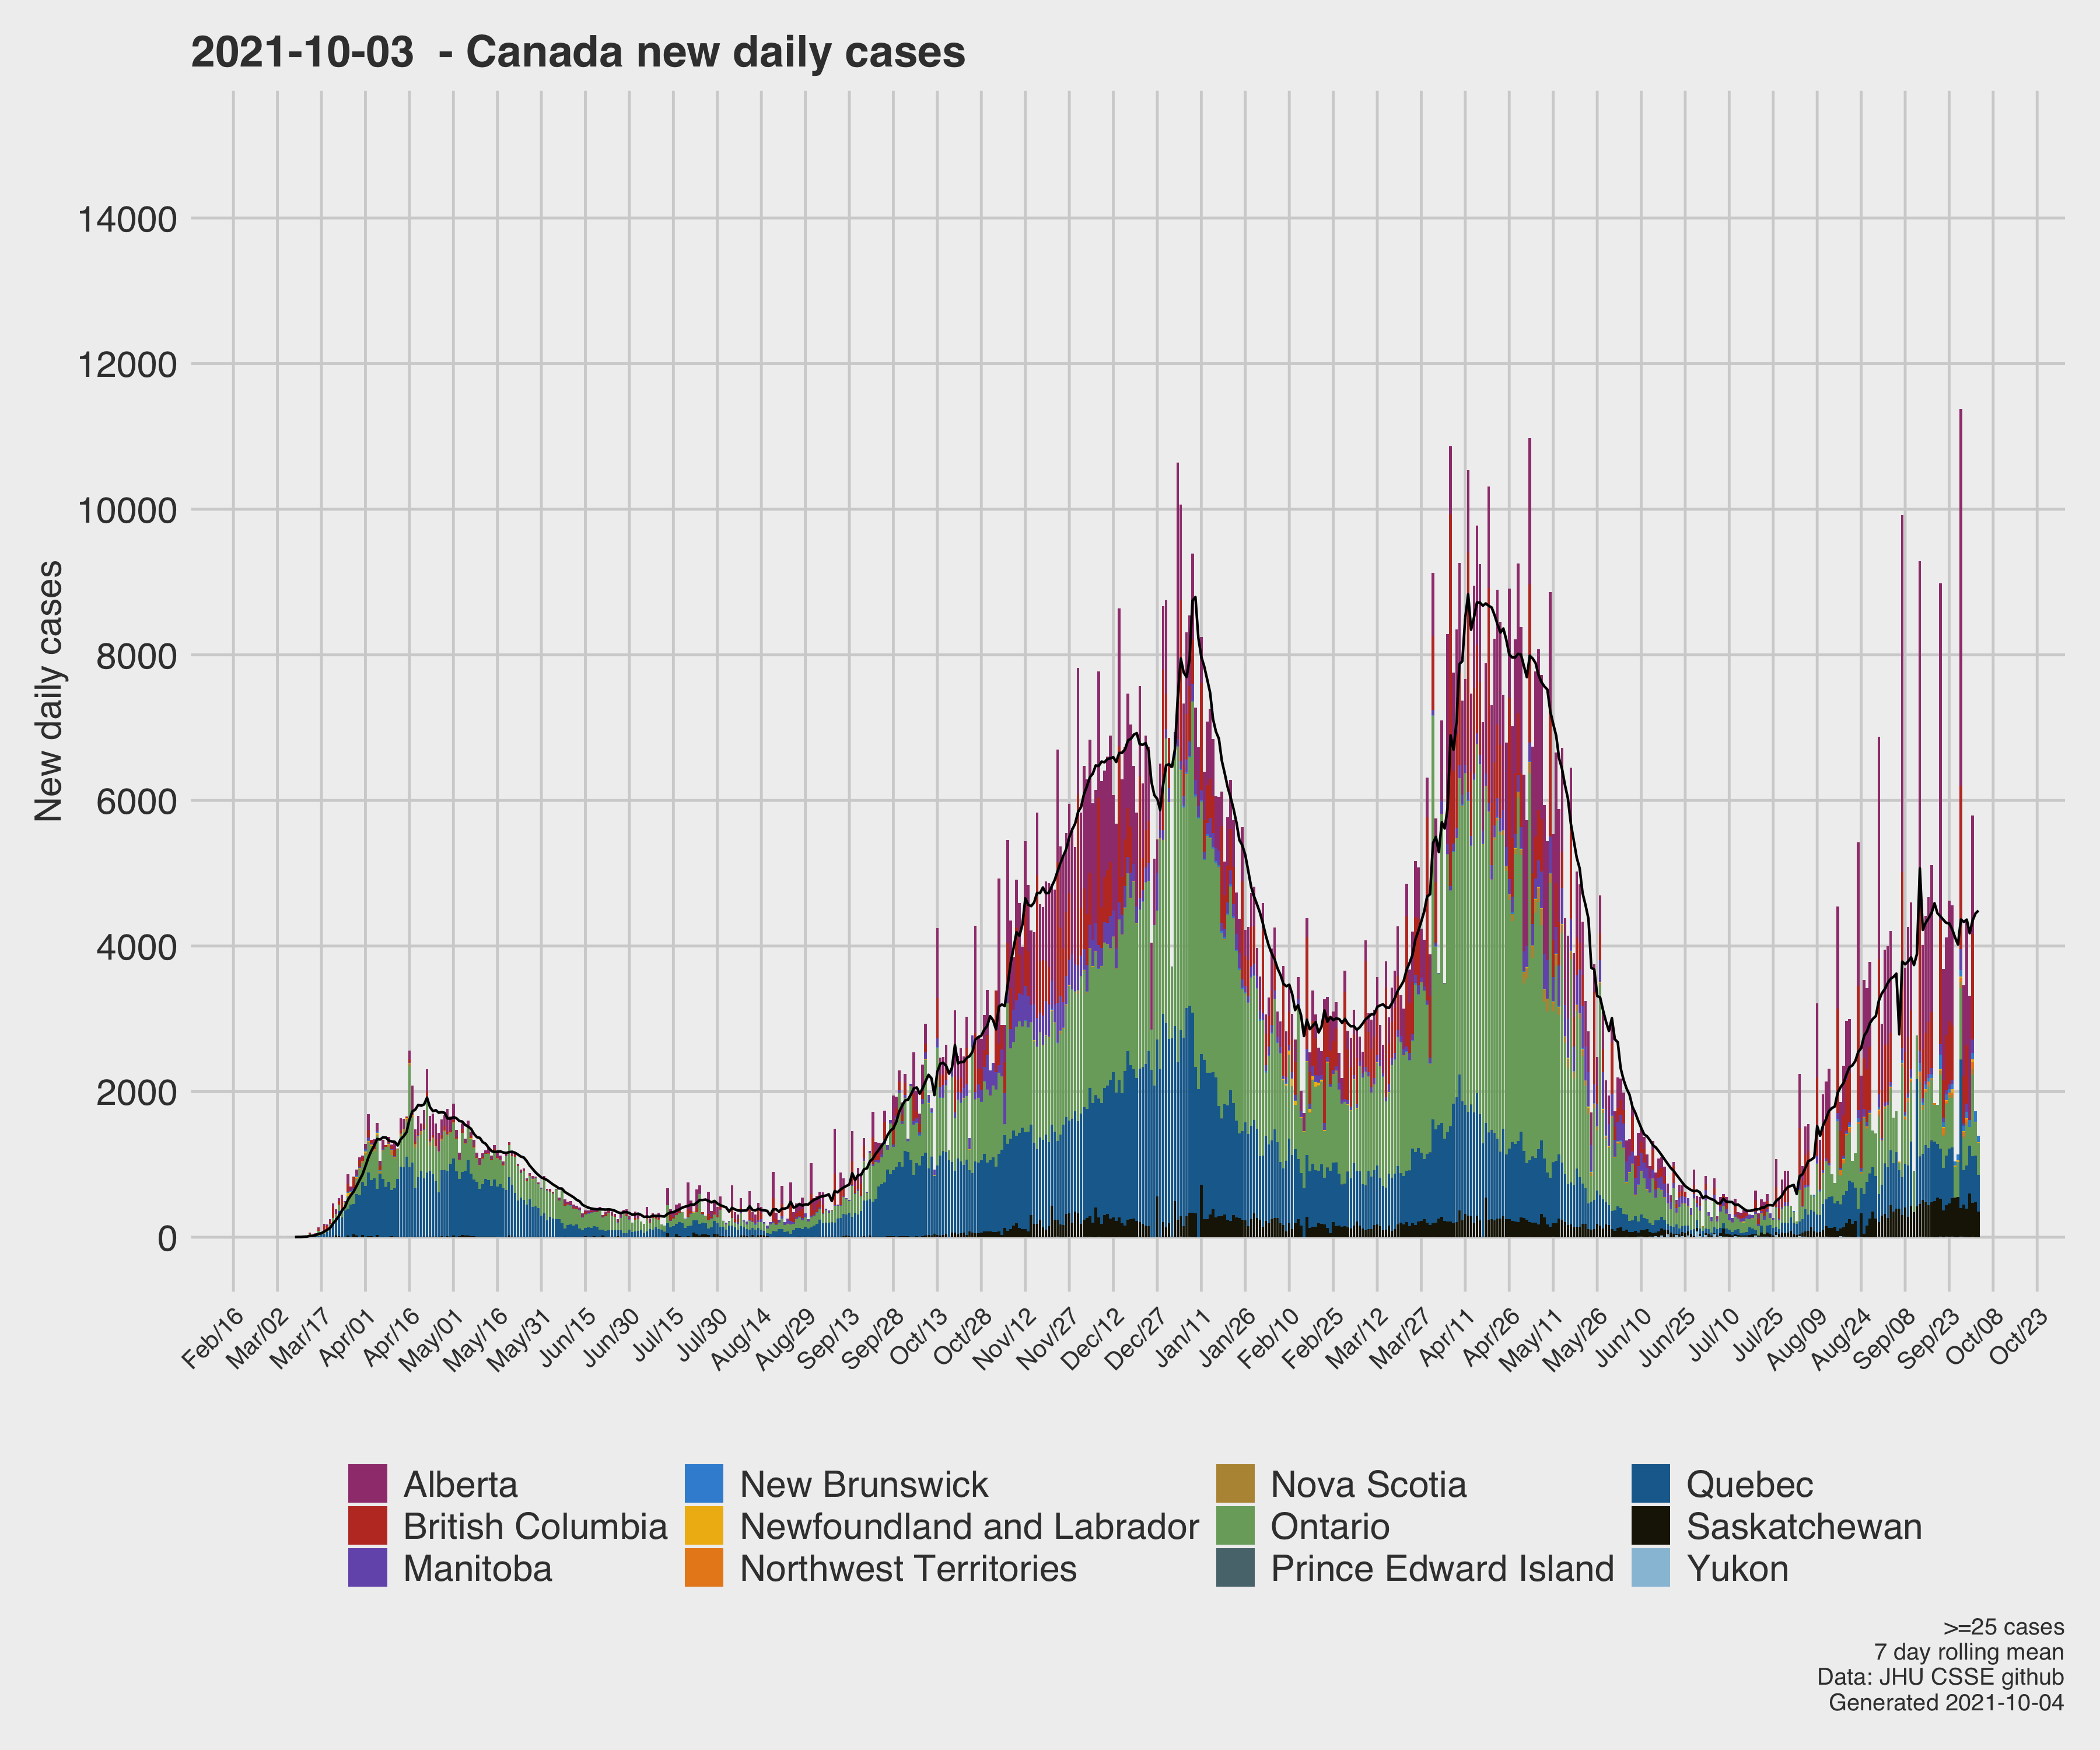 2021-10-03  - Canada new daily cases
New daily cases
14000
12000
10000
8000
6000
4000
2000
0
Feb/16
Mar/02
Mar/17
Apr/01
Apr/16
May/01
May/16
May/31
Jun/15
Jun/30
Jul/15
Jul/30
Aug/14
Aug/29
Sep/13
Sep/28
Oct/13
Oct/28
Nov/12
Nov/27
Dec/12
Dec/27
Jan/11
Jan/26
Feb/10
Feb/25
Mar/12
Mar/27
Apr/11
Apr/26
May/11
May/26
Jun/10
Jun/25
Jul/10
Jul/25
Aug/09
Aug/24
Sep/08
Sep/23
Oct/08
Oct/23
Alberta
British Columbia
Manitoba
New Brunswick
Newfoundland and Labrador
Northwest Territories
Nova Scotia
Ontario
Prince Edward Island
Quebec
Saskatchewan
Yukon
>=25 cases
7 day rolling mean
Data: JHU CSSE github
Generated 2021-10-04